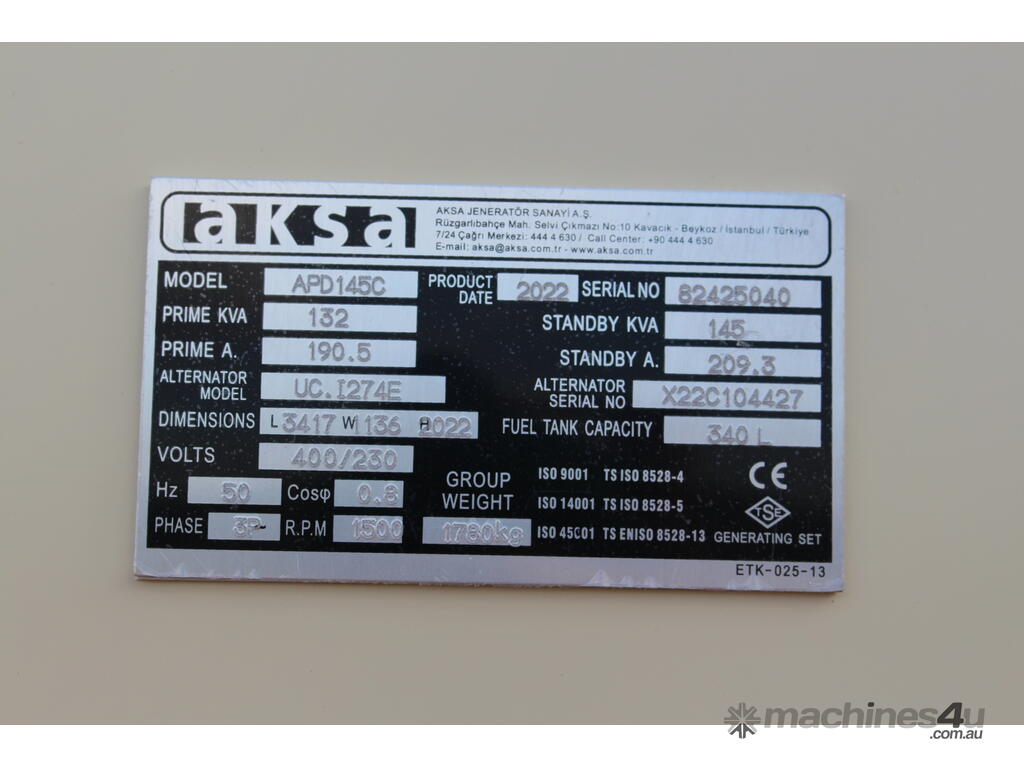 aksa
AKSA JENERATÖR SANAYİ A.Ş.
Rüzgarlıbahçe Mah. Selvi Çıkmazı No:10 Kavacık - Beykoz / İstanbul / Türkiye
7/24 Çağrı Merkezi: 444 4 630 / Call Center: +90 444 4 630
E-mail: aksa@aksa.com.tr - www.aksa.com.tr
MODEL APD145C PRODUCT DATE 2022 SERIAL NO 62425040
PRIME KVA 132 STANDBY KVA 145
PRIME A. 190.5 STANDBY A. 209.3
ALTERNATOR MODEL UC.I274E ALTERNATOR SERIAL NO X22C104427
DIMENSIONS L 3417 W 1136 H 2022 FUEL TANK CAPACITY 340 L
VOLTS 400/230
Hz 50 Cosφ 0.8 GROUP WEIGHT 1780kg
PHASE 3P- R.P.M 1500
ISO 9001 TS ISO 8528-4 CE
ISO 14001 TS ISO 8528-5 TSE
ISO 45001 TS ENISO 8528-13 GENERATING SET
ETK-025-13
machines4u
.com.au